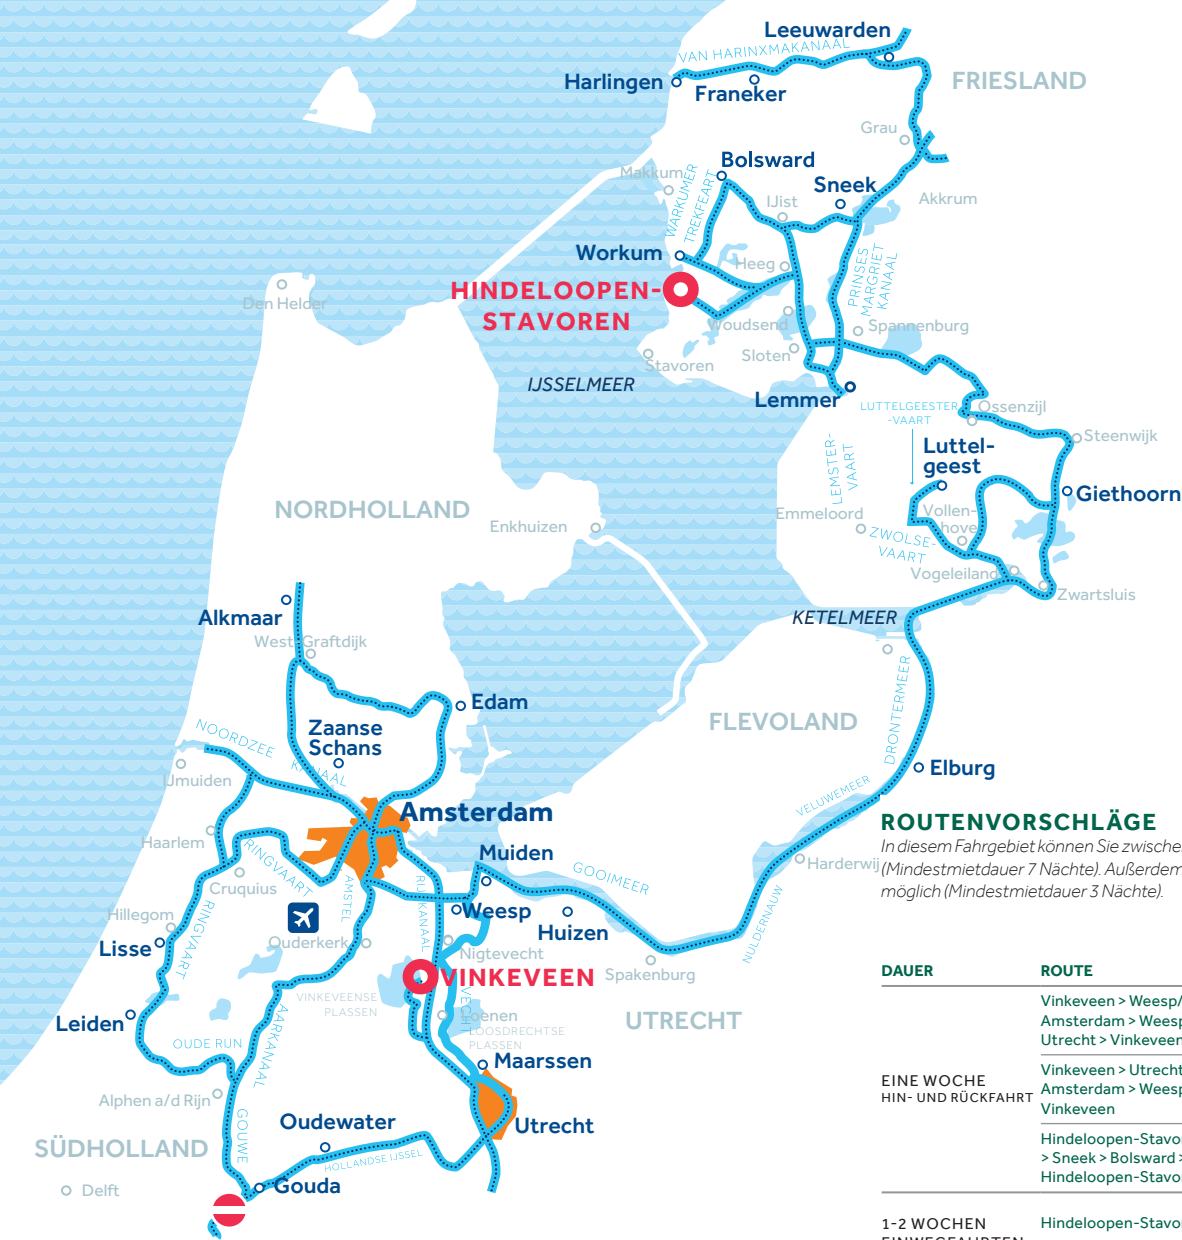 Leeuwarden
VAN HARINXMAKANAAL
Harlingen
Franeker
FRIESLAND
Grau
Bolsward
Makkum
Sneek
WARKUMER
TREKFEART
IJlst
Akkrum
Workum
Heeg
PRINSES
MARGRIET
KANAAL
HINDELOOPEN-
STAVOREN
Den Helder
Woudsend
Spannenburg
Sloten
Stavoren
IJSSELMEER
Lemmer
LUTTELGEESTER
-VAART
Ossenzijl
Steenwijk
LEMSTER-
VAART
Luttel-
geest
Giethoorn
NORDHOLLAND
Enkhuizen
Emmeloord
Vollen-
hove
ZWOLSE-
VAART
Vogeleiland
Zwartsluis
Alkmaar
KETELMEER
West-Graftdijk
DRONTERMEER
Edam
FLEVOLAND
Zaanse
Schans
NOORDZEE KANAAL
IJmuiden
Elburg
VELUWEMEER
Amsterdam
Haarlem
RINGVAART
Muiden
GOOIMEER
Harderwij
Cruquius
AMSTEL
RIJNKANAAL
NULDERNAUW
Hillegom
RINGVAART
Weesp
Huizen
Lisse
Ouderkerk
Nigtevecht
Spakenburg
VINKEVEEN
VINKEVEENSE
PLASSEN
VECHT
Loenen
LOOSDRECHTSE
PLASSEN
UTRECHT
Leiden
AARKANAAL
OUDE RIJN
Maarssen
Alphen a/d Rijn
GOUWE
Oudewater
Utrecht
SÜDHOLLAND
HOLLANDSE IJSSEL
Delft
Gouda
ROUTENVORSCHLÄGE
In diesem Fahrgebiet können Sie zwische
(Mindestmietdauer 7 Nächte). Außerdem
möglich (Mindestmietdauer 3 Nächte).
DAUER ROUTE
Vinkeveen > Weesp/
Amsterdam > Weesp
Utrecht > Vinkeveen
EINE WOCHE
HIN- UND RÜCKFAHRT
Vinkeveen > Utrecht
Amsterdam > Weesp
Vinkeveen
Hindeloopen-Stavor
> Sneek > Bolsward >
Hindeloopen-Stavo
1-2 WOCHEN
EINWEGFAHRTEN
Hindeloopen-Stavo